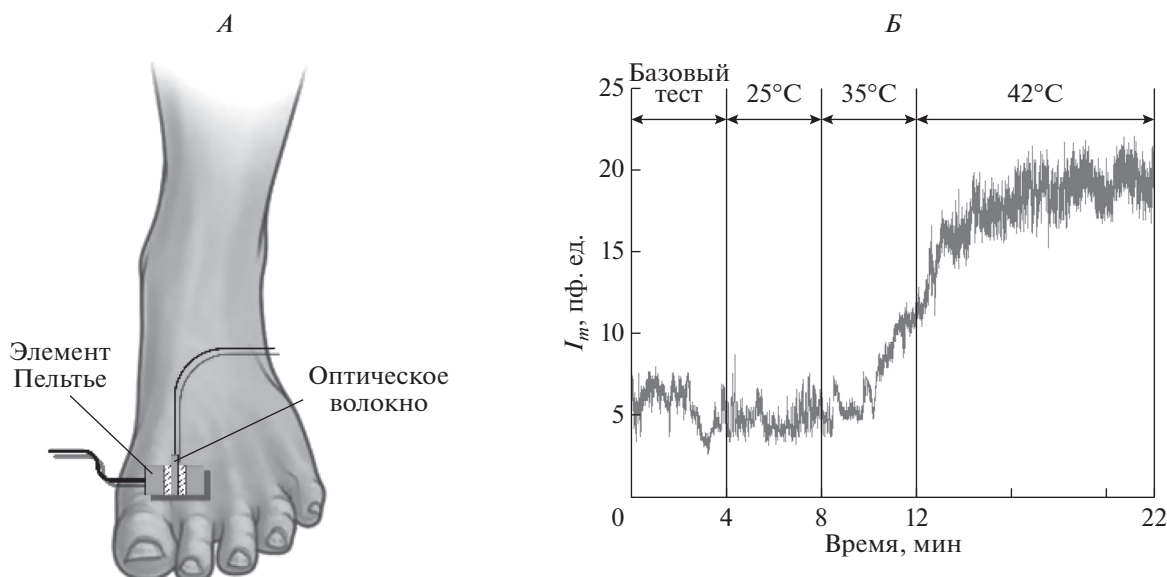 А
Элемент
Пельтье
Оптическое
волокно
Б
Базовый
тест
25°C
35°C
42°C
25
20
15
10
5
I_m, пф. ед.
0
4
8
12
22
Время, мин